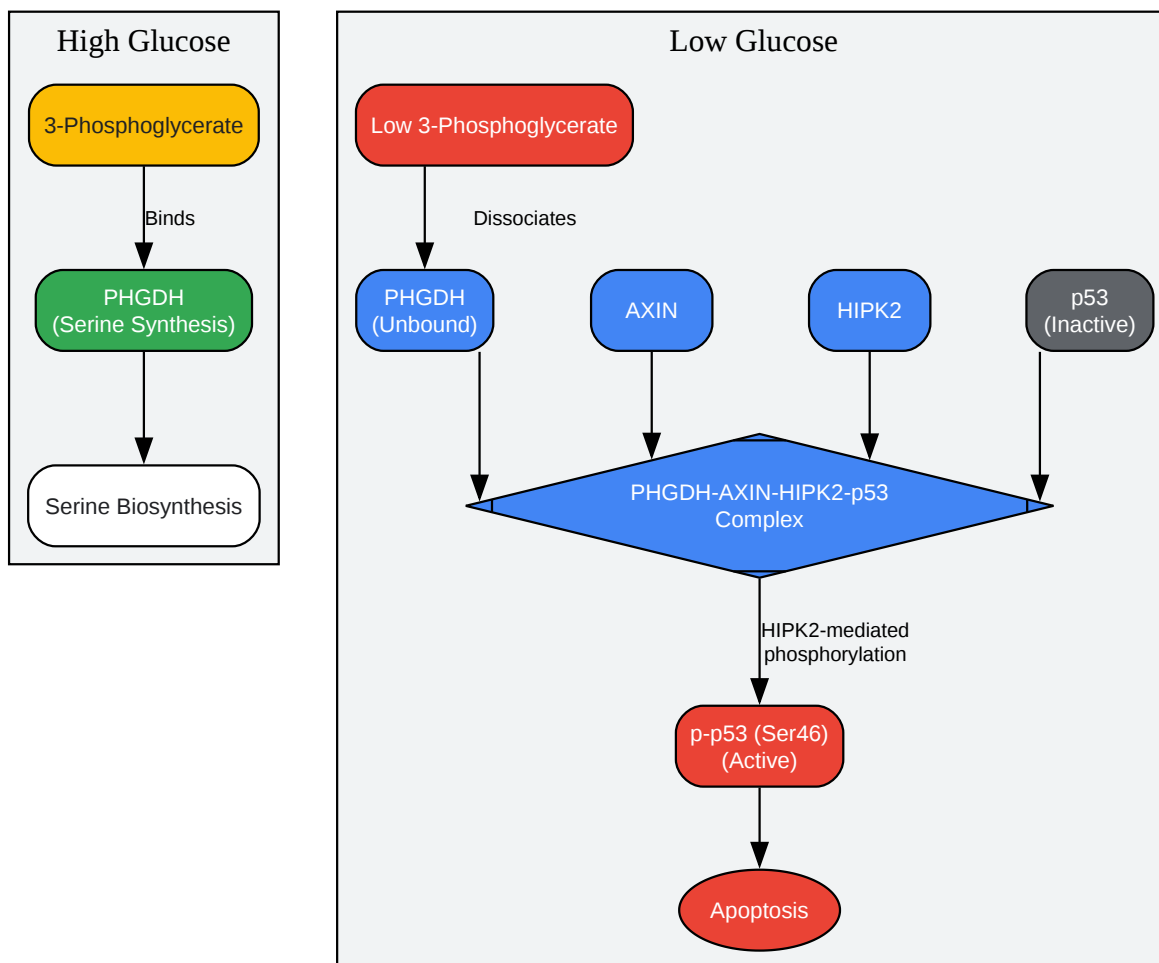 High Glucose
3-Phosphoglycerate
Binds
PHGDH
(Serine Synthesis)
Serine Biosynthesis
Low Glucose
Low 3-Phosphoglycerate
Dissociates
PHGDH
(Unbound)
AXIN
HIPK2
p53
(Inactive)
PHGDH-AXIN-HIPK2-p53
Complex
HIPK2-mediated
phosphorylation
p-p53 (Ser46)
(Active)
Apoptosis